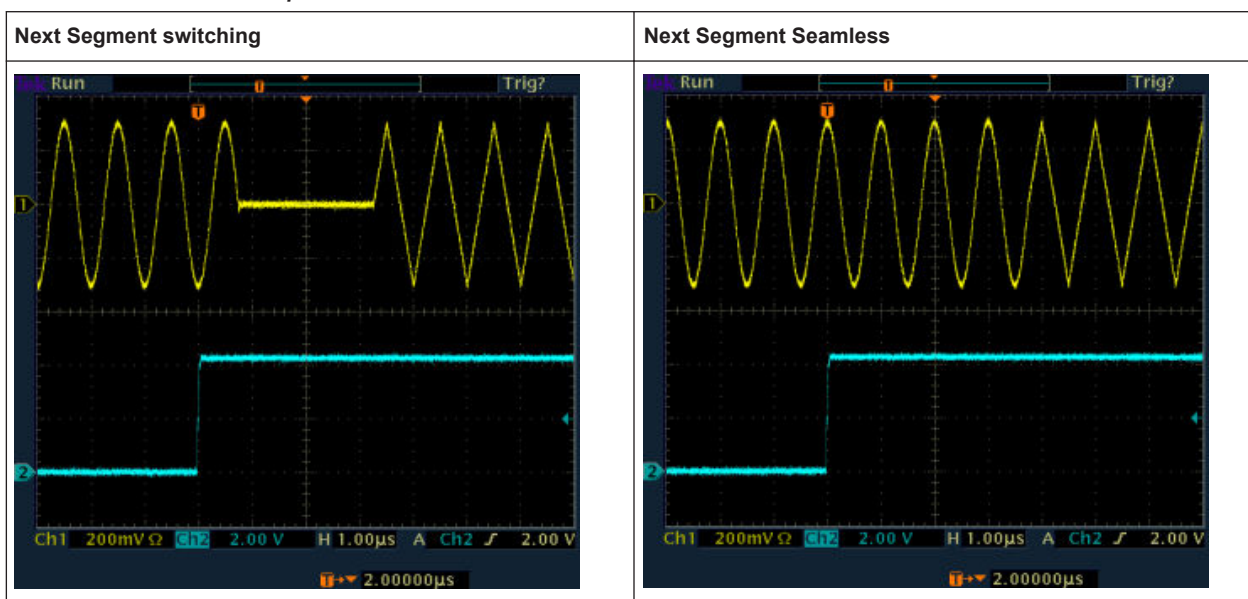 Next Segment switching
Next Segment Seamless
Tek Run Trig?
T
T
1
2
Ch1 200mV Ω Ch2 2.00 V H 1.00µs A Ch2 2.00 V
T 2.00000µs
Tek Run Trig?
T
T
1
2
Ch1 200mV Ω Ch2 2.00 V H 1.00µs A Ch2 2.00 V
T 2.00000µs